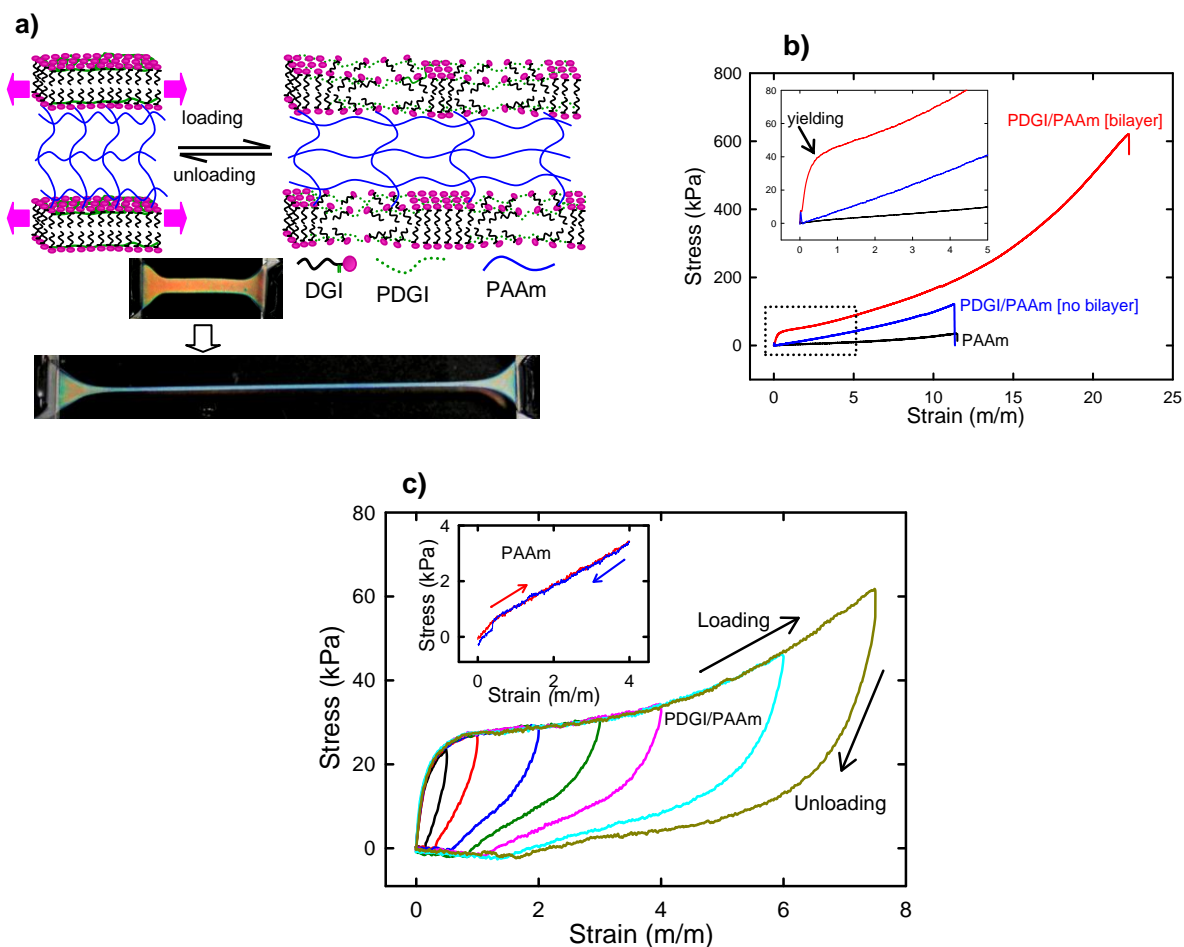 a)
loading
unloading
DGI
PDGI
PAAm
b)
800
600
400
200
0
Stress (kPa)
80
60
40
20
0
yielding
0 1 2 3 4 5
PDGI/PAAm [bilayer]
PDGI/PAAm [no bilayer]
PAAm
0 5 10 15 20 25
Strain (m/m)
c)
80
60
40
20
0
Stress (kPa)
4
2
0
Stress (kPa)
PAAm
0 2 4
Strain (m/m)
Loading
PDGI/PAAm
Unloading
0 2 4 6 8
Strain (m/m)